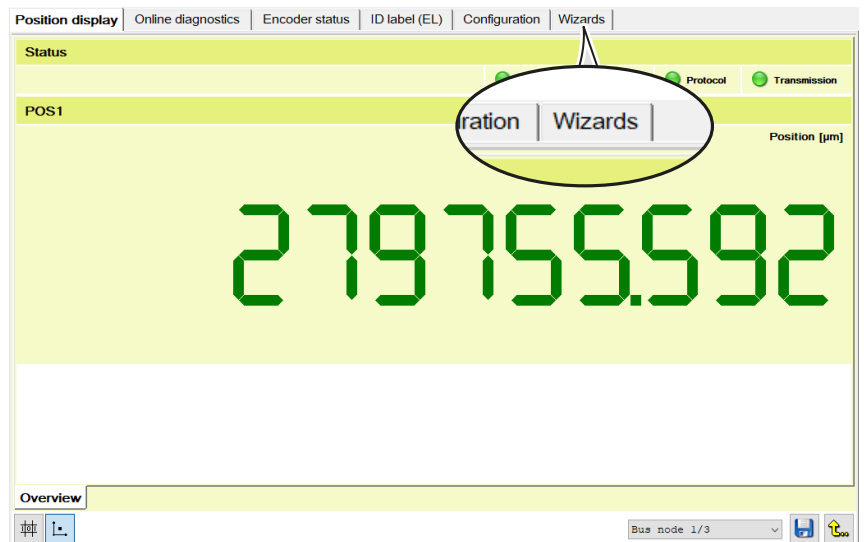 Position display Online diagnostics Encoder status ID label (EL) Configuration Wizards
Status
Protocol Transmission
POS1
ration Wizards
Position [µm]
279755.592
Overview
Bus node 1/3